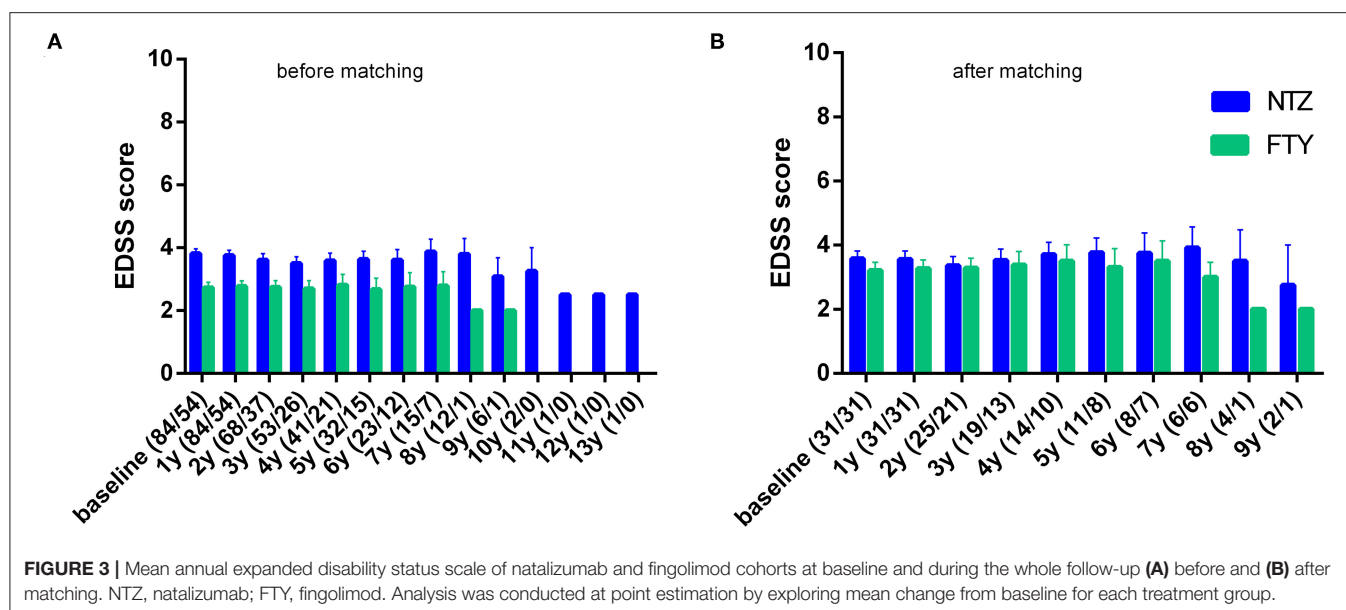 A
before matching
EDSS score
10
8
6
4
2
0
baseline (84/54)
1y (84/54)
2y (68/37)
3y (53/26)
4y (41/21)
5y (32/15)
6y (23/12)
7y (15/7)
8y (12/1)
9y (6/1)
10y (2/0)
11y (1/0)
12y (1/0)
13y (1/0)
B
after matching
EDSS score
10
8
6
4
2
0
NTZ
FTY
baseline (31/31)
1y (31/31)
2y (25/21)
3y (19/13)
4y (14/10)
5y (11/8)
6y (8/7)
7y (6/6)
8y (4/1)
9y (2/1)
FIGURE 3 | Mean annual expanded disability status scale of natalizumab and fingolimod cohorts at baseline and during the whole follow-up (A) before and (B) after
matching. NTZ, natalizumab; FTY, fingolimod. Analysis was conducted at point estimation by exploring mean change from baseline for each treatment group.